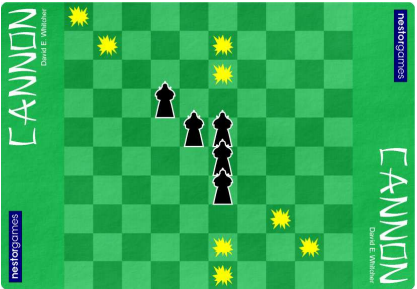 CANNON
David E. Whitcher
nestorgames
nestorgames
CANNON
David E. Whitcher